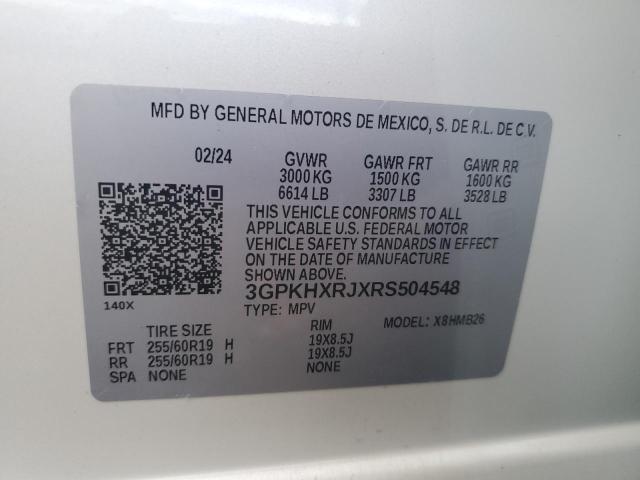 MFD BY GENERAL MOTORS DE MEXICO, S. DE R.L. DE C.V.
02/24 GVWR GAWR FRT GAWR RR
3000 KG 1500 KG 1600 KG
6614 LB 3307 LB 3528 LB
THIS VEHICLE CONFORMS TO ALL
APPLICABLE U.S. FEDERAL MOTOR
VEHICLE SAFETY STANDARDS IN EFFECT
ON THE DATE OF MANUFACTURE
SHOWN ABOVE.
3GPKHXRJXRS504548
140X
TYPE: MPV MODEL: X8HMB26
TIRE SIZE RIM
FRT 255/60R19 H 19X8.5J
RR 255/60R19 H 19X8.5J
SPA NONE NONE